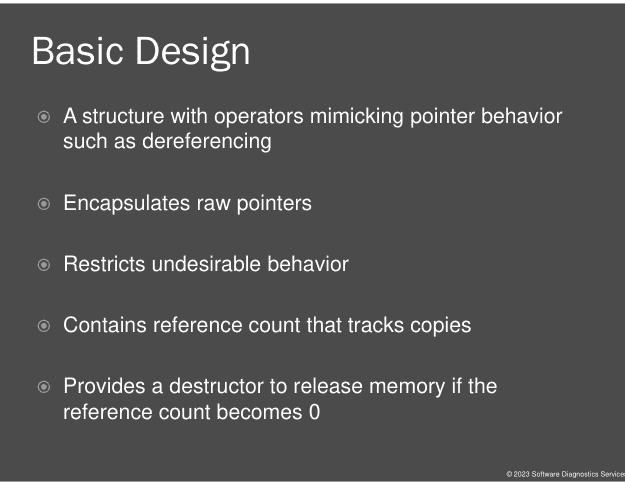 Basic Design
A structure with operators mimicking pointer behavior
such as dereferencing
Encapsulates raw pointers
Restricts undesirable behavior
Contains reference count that tracks copies
Provides a destructor to release memory if the
reference count becomes 0
© 2023 Software Diagnostics Services